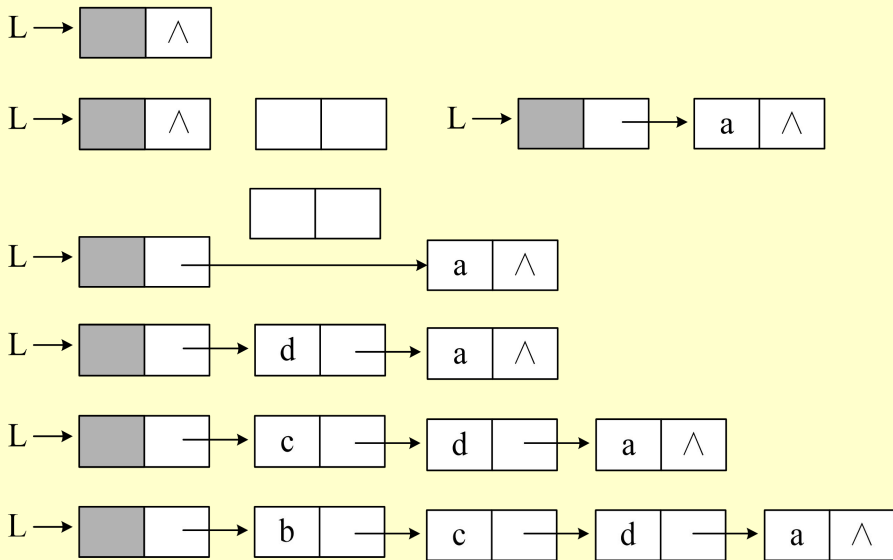 L ∧
L ∧ L a ∧
L a ∧
L d a ∧
L c d a ∧
L b c d a ∧